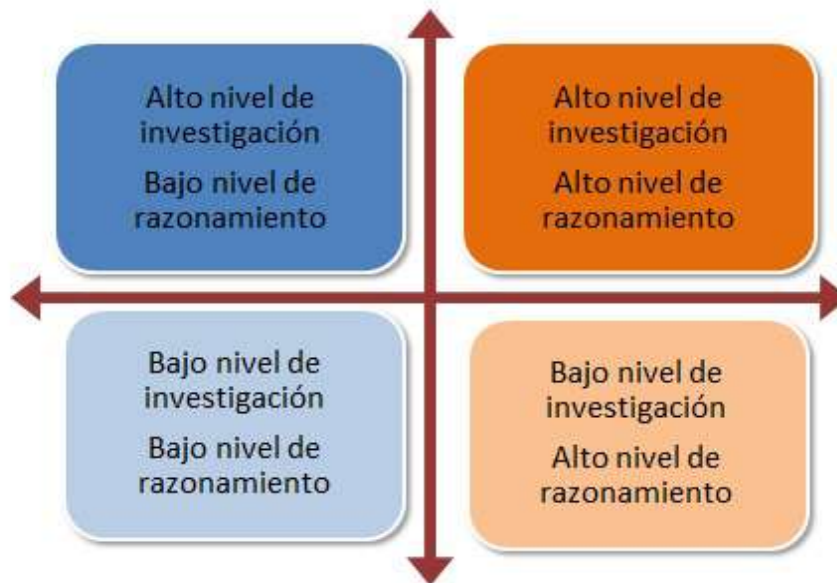 Alto nivel de
investigación
Bajo nivel de
razonamiento
Alto nivel de
investigación
Alto nivel de
razonamiento
Bajo nivel de
investigación
Bajo nivel de
razonamiento
Bajo nivel de
investigación
Alto nivel de
razonamiento